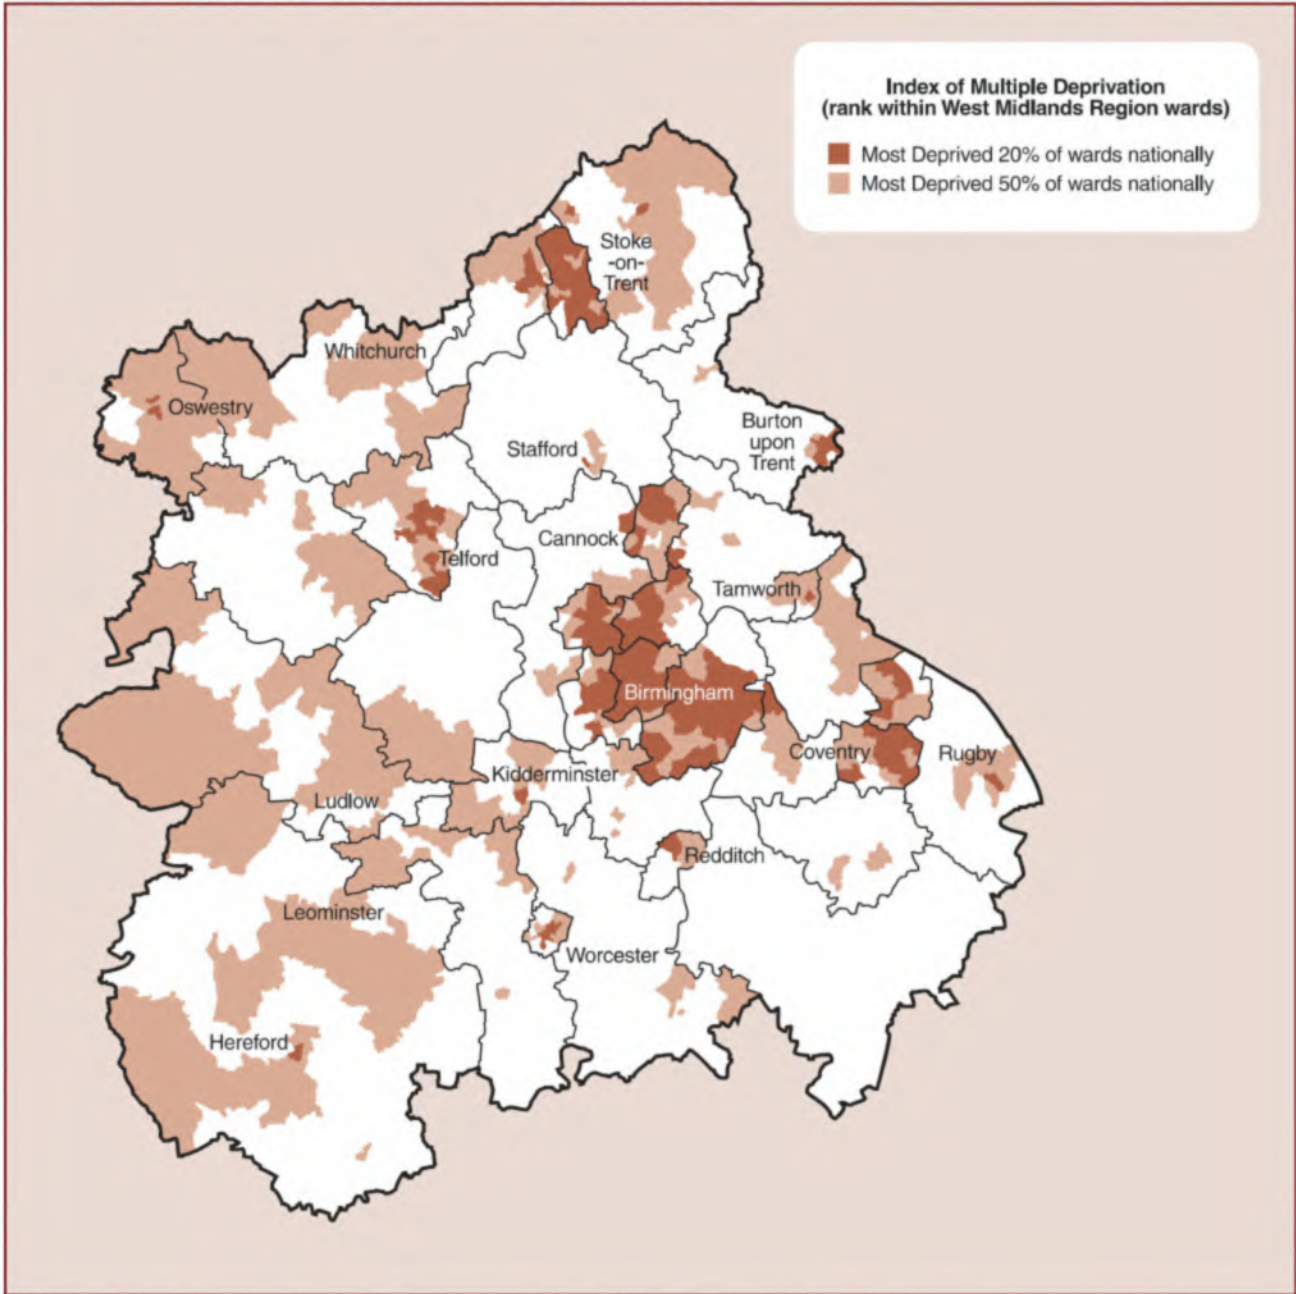 Index of Multiple Deprivation
(rank within West Midlands Region wards)
Most Deprived 20% of wards nationally
Most Deprived 50% of wards nationally
Stoke
-on-
Trent
Whitchurch
Oswestry
Burton
upon
Trent
Stafford
Cannock
Telford
Tamworth
Birmingham
Coventry
Rugby
Kidderminster
Ludlow
Redditch
Leominster
Worcester
Hereford